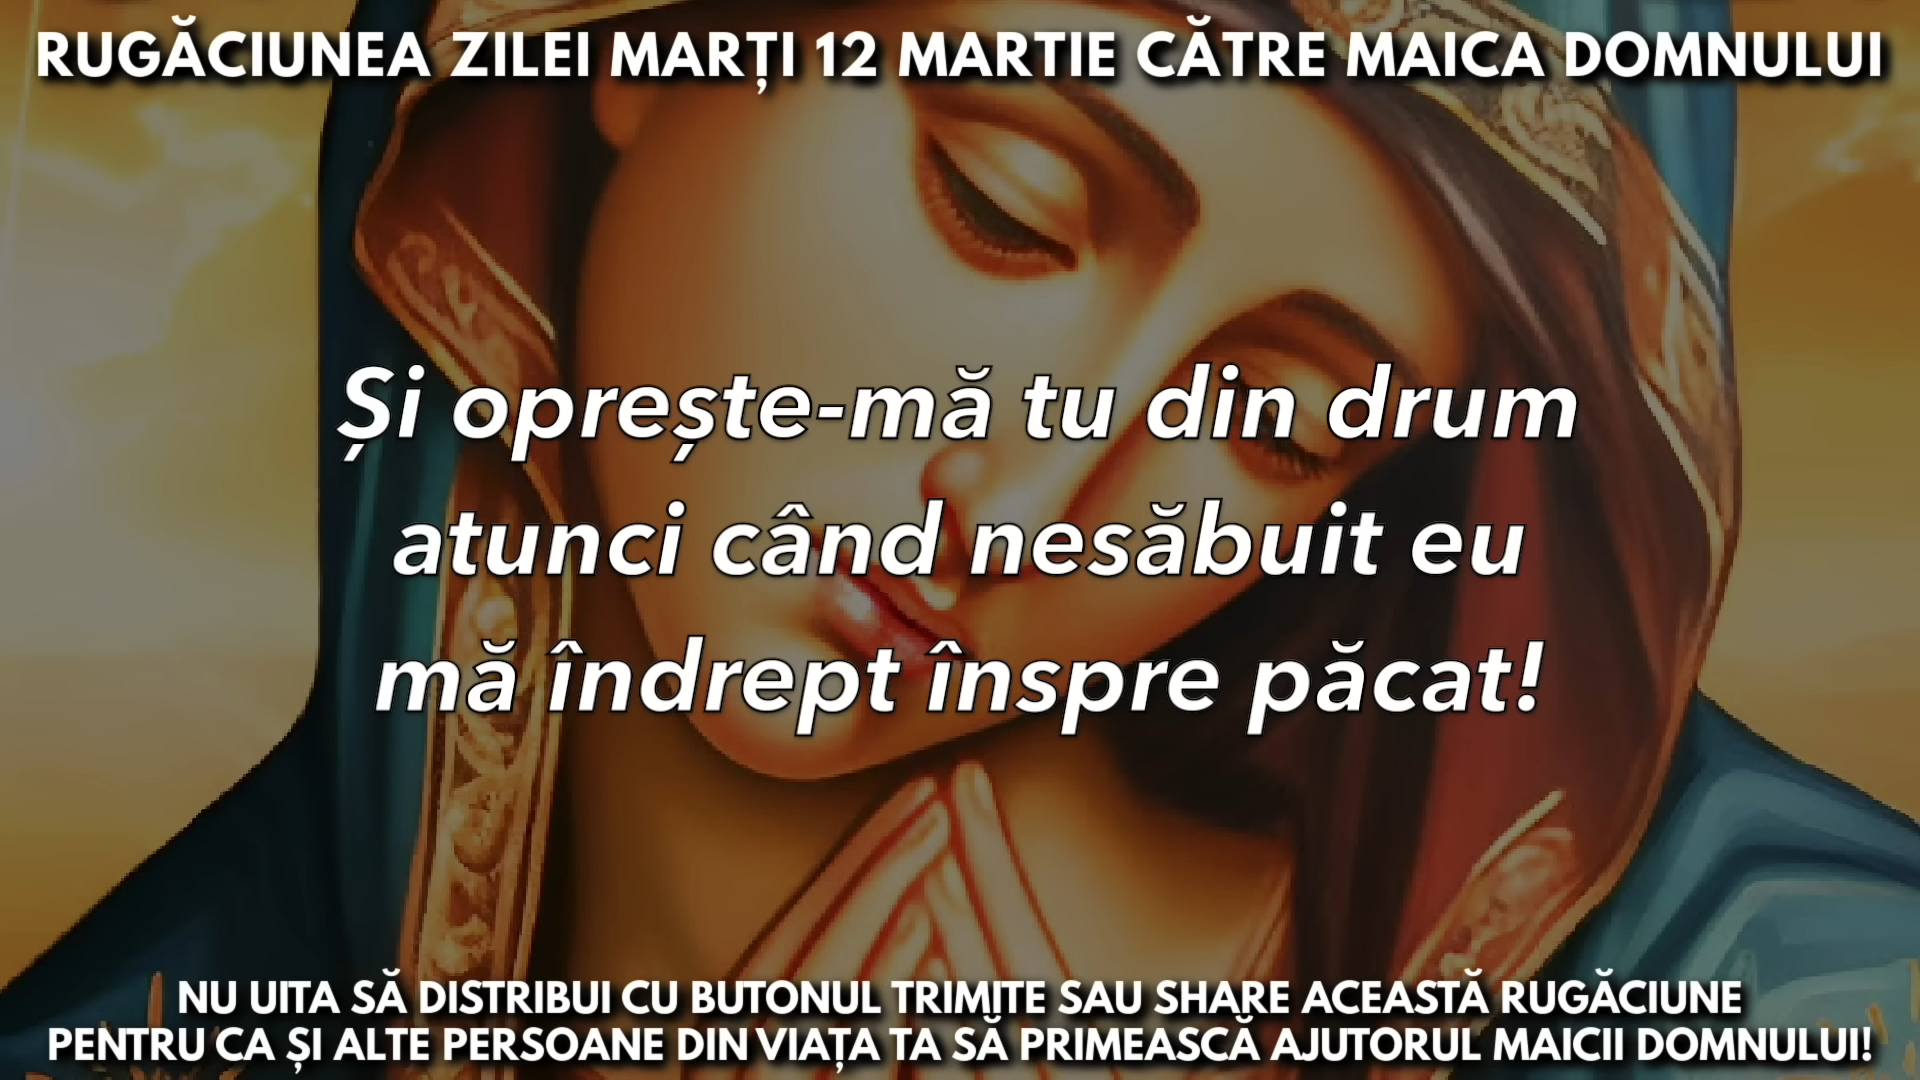 RUGĂCIUNEA ZILEI MARȚI 12 MARTIE CĂTRE MAICA DOMNULUI
Și oprește-mă tu din drum
atunci când nesăbuit eu
mă îndrept înspre păcat!
NU UITA SĂ DISTRIBUI CU BUTONUL TRIMITE SAU SHARE ACEASTĂ RUGĂCIUNE
PENTRU CA ȘI ALTE PERSOANE DIN VIAȚA TA SĂ PRIMEASCĂ AJUTORUL MAICII DOMNULUI!